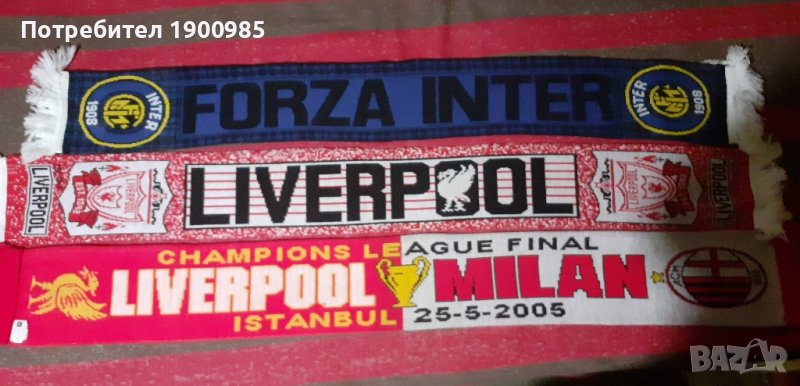 Потребител 1900985
INTER 1908 FORZA INTER INTER 1908
LIVERPOOL LIVERPOOL LIVERPOOL
CHAMPIONS LEAGUE FINAL
LIVERPOOL MILAN
ISTANBUL 25-5-2005
BAZAR